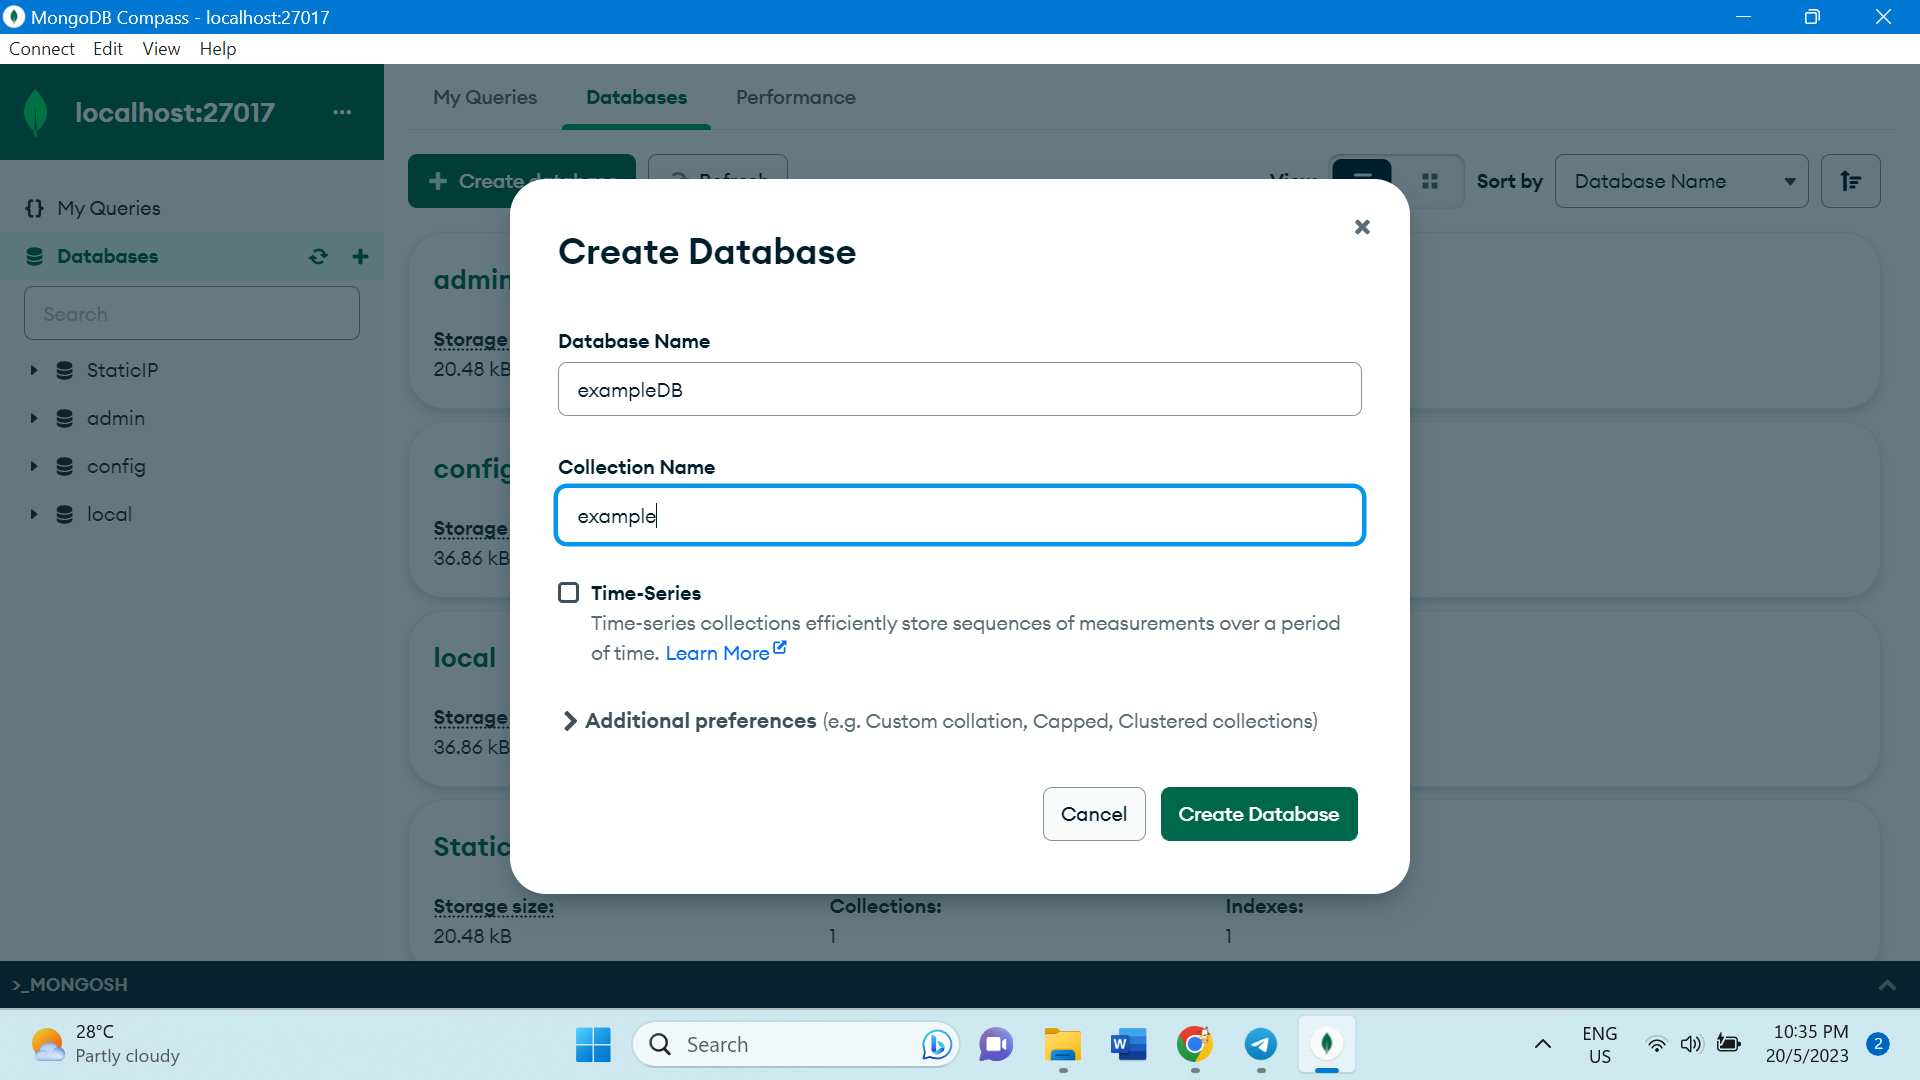 MongoDB Compass - localhost:27017
Connect Edit View Help
localhost:27017
My Queries Databases Performance
Create database Refresh View Sort by Database Name
{} My Queries
Databases
Search
StaticIP
admin
config
local
admin
Storage
20.48 kB
config
Storage
36.86 kB
local
Storage
36.86 kB
Static
Storage size: Collections: Indexes:
20.48 kB 1 1
Create Database
Database Name
exampleDB
Collection Name
example
Time-Series
Time-series collections efficiently store sequences of measurements over a period
of time. Learn More
Additional preferences (e.g. Custom collation, Capped, Clustered collections)
Cancel Create Database
>_MONGOSH
28°C
Partly cloudy
Search
W
ENG
US
10:35 PM
20/5/2023
2